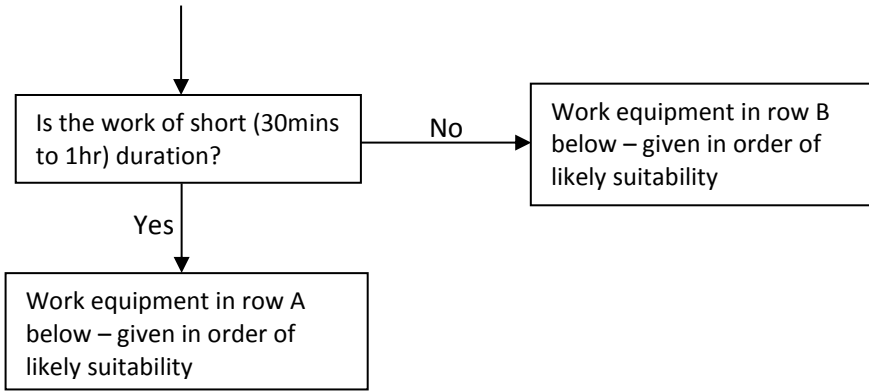 Is the work of short (30mins
to 1hr) duration?
No
Work equipment in row B
below – given in order of
likely suitability
Yes
Work equipment in row A
below – given in order of
likely suitability